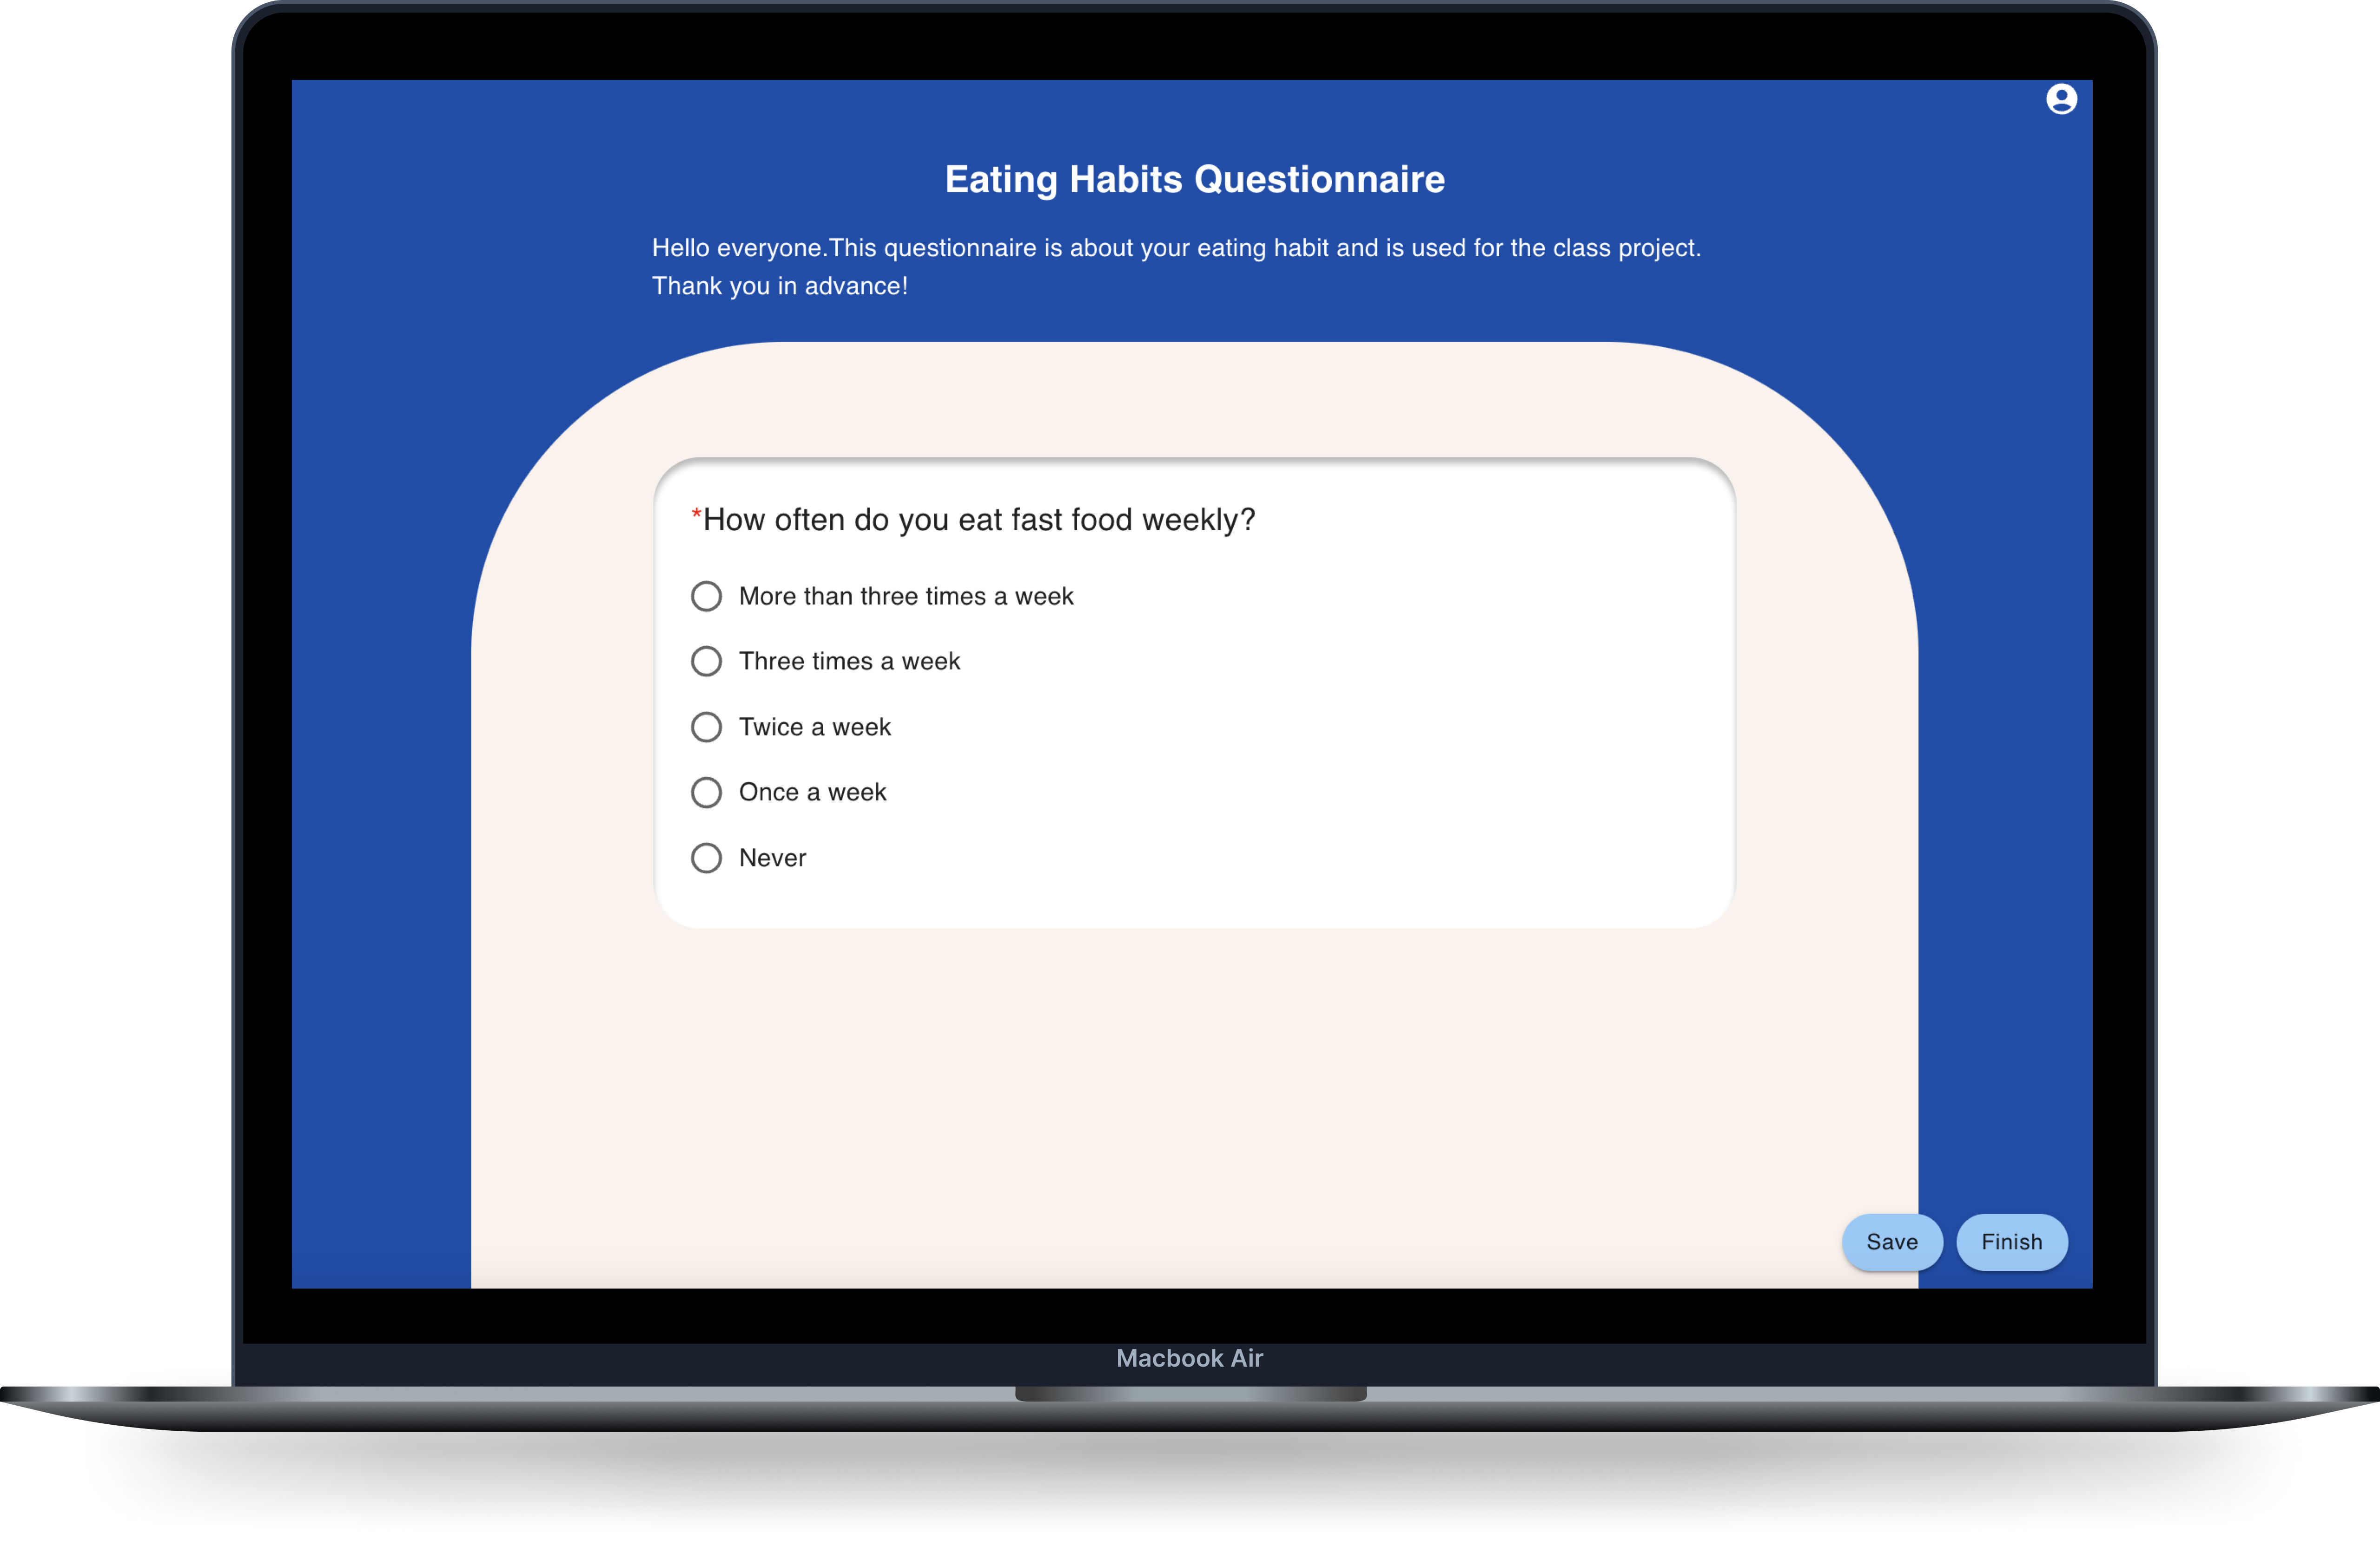 Eating Habits Questionnaire
Hello everyone.This questionnaire is about your eating habit and is used for the class project.
Thank you in advance!
*How often do you eat fast food weekly?
More than three times a week
Three times a week
Twice a week
Once a week
Never
Save
Finish
Macbook Air